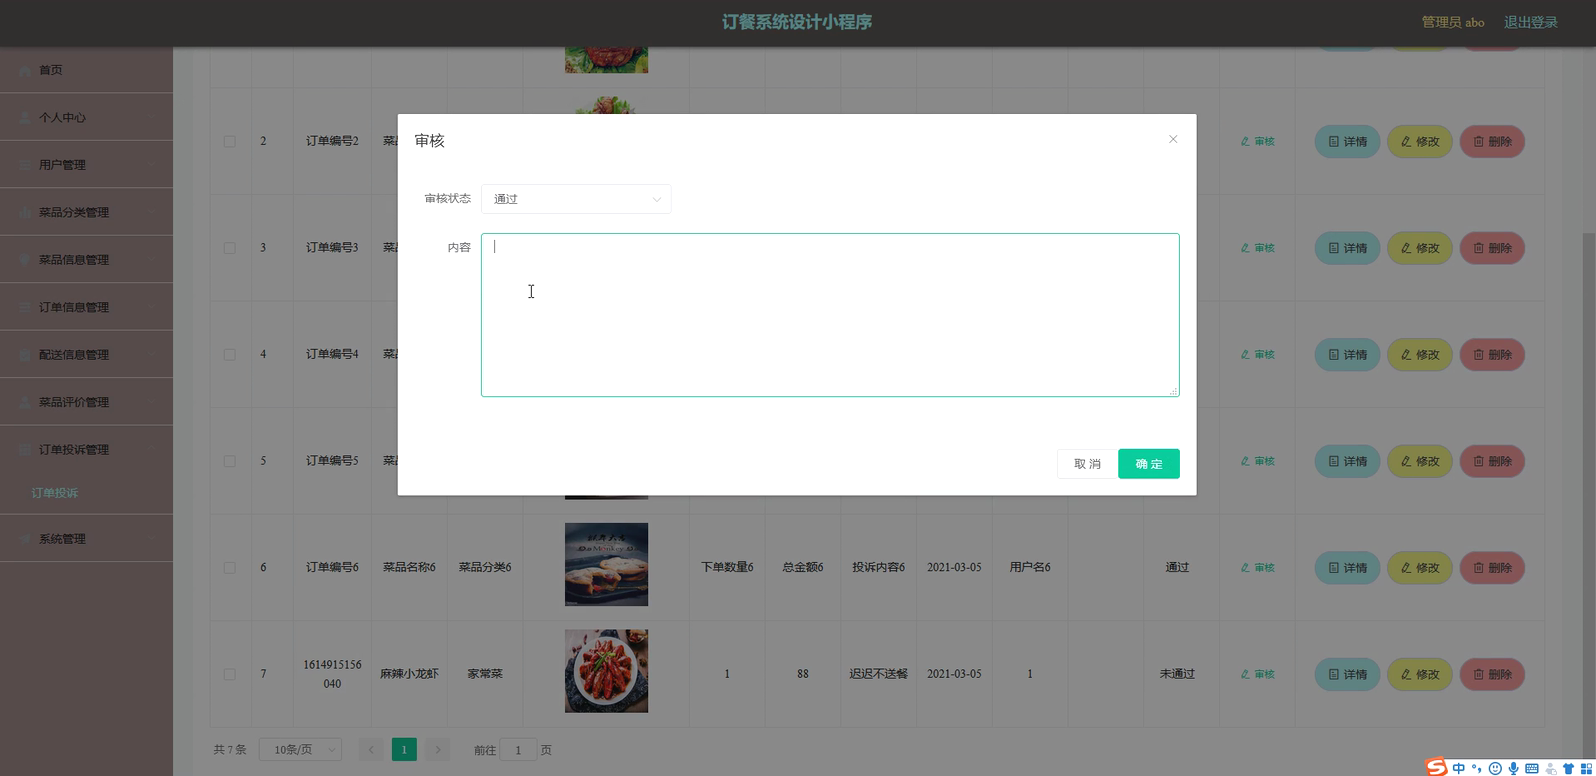 订餐系统设计小程序
管理员 abo
退出登录
首页
个人中心
用户管理
菜品分类管理
菜品信息管理
订单信息管理
配送信息管理
菜品评价管理
订单投诉管理
订单投诉
系统管理
审核
审核状态 通过
内容
取 消 确 定
2 订单编号2 审核 详情 修改 删除
3 订单编号3 审核 详情 修改 删除
4 订单编号4 审核 详情 修改 删除
5 订单编号5 审核 详情 修改 删除
6 订单编号6 菜品名称6 菜品分类6 下单数量6 总金额6 投诉内容6 2021-03-05 用户名6 通过 审核 详情 修改 删除
7 1614915156
040 麻辣小龙虾 家常菜 1 88 迟迟不送餐 2021-03-05 1 未通过 审核 详情 修改 删除
共 7 条 10条/页 1 前往 1 页
中